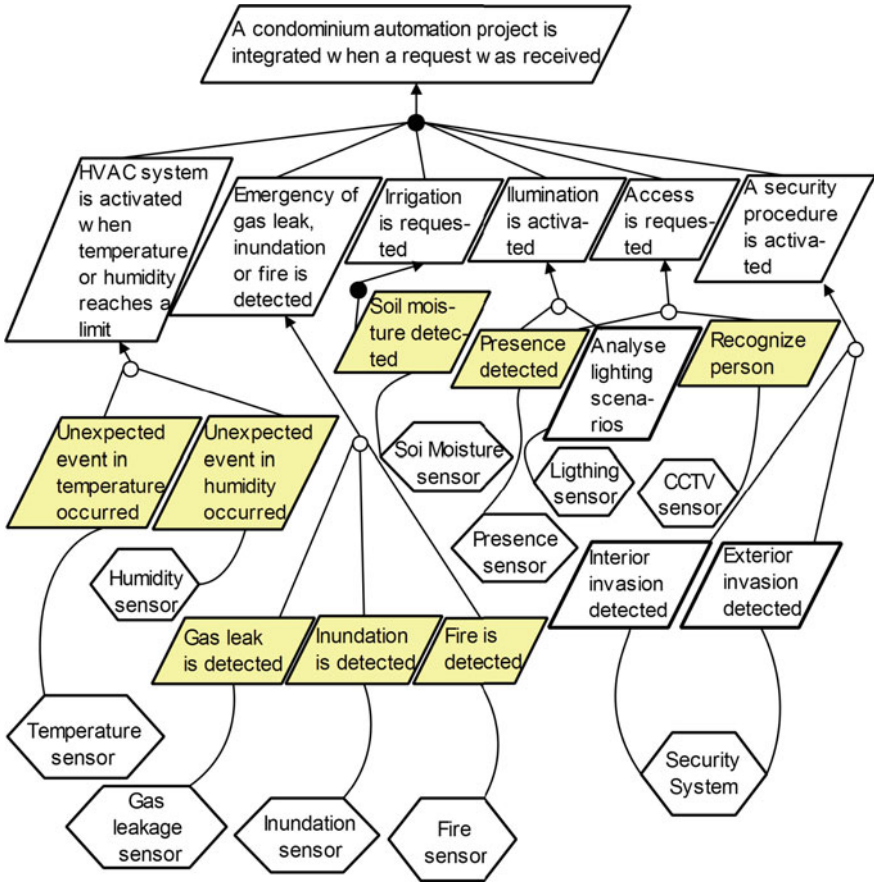 A condominium automation project is
integrated when a request was received
HVAC system
is activated
when
temperature
or humidity
reaches a
limit
Emergency of
gas leak,
inundation
or fire is
detected
Irrigation
is reques-
ted
Ilumination
is activa-
ted
Access
is reques-
ted
A security
procedure
is activa-
ted
Soil mois-
ture detec-
ted
Presence
detected
Analyse
lighting
scena-
rios
Recognize
person
Unexpected
event in
temperature
occurred
Unexpected
event in
humidity
occurred
Soi Moisture
sensor
Ligthing
sensor
CCTV
sensor
Presence
sensor
Humidity
sensor
Interior
invasion
detected
Exterior
invasion
detected
Gas leak
is detected
Inundation
is detected
Fire is
detected
Temperature
sensor
Security
System
Gas
leakage
sensor
Inundation
sensor
Fire
sensor